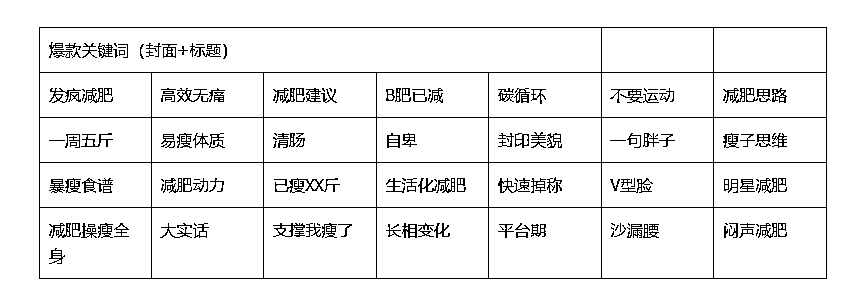 爆款关键词（封面+标题）
发疯减肥 高效无痛 减肥建议 B肥已减 碳循环 不要运动 减肥思路
一周五斤 易瘦体质 清肠 自卑 封印美貌 一句胖子 瘦子思维
暴瘦食谱 减肥动力 已瘦XX斤 生活化减肥 快速掉称 V型脸 明星减肥
减肥操瘦全 大实话 支撑我瘦了 长相变化 平台期 沙漏腰 闷声减肥
身